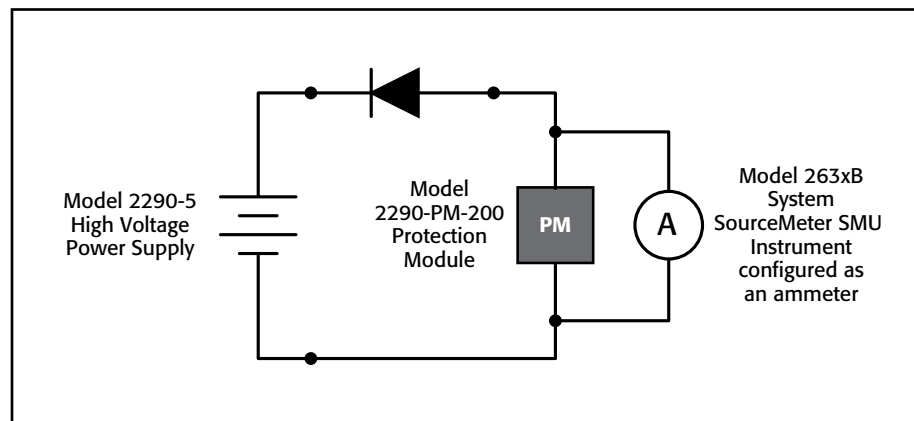 Model 2290-5
High Voltage
Power Supply
Model
2290-PM-200
Protection
Module
PM
A
Model 263xB
System
SourceMeter SMU
Instrument
configured as
an ammeter